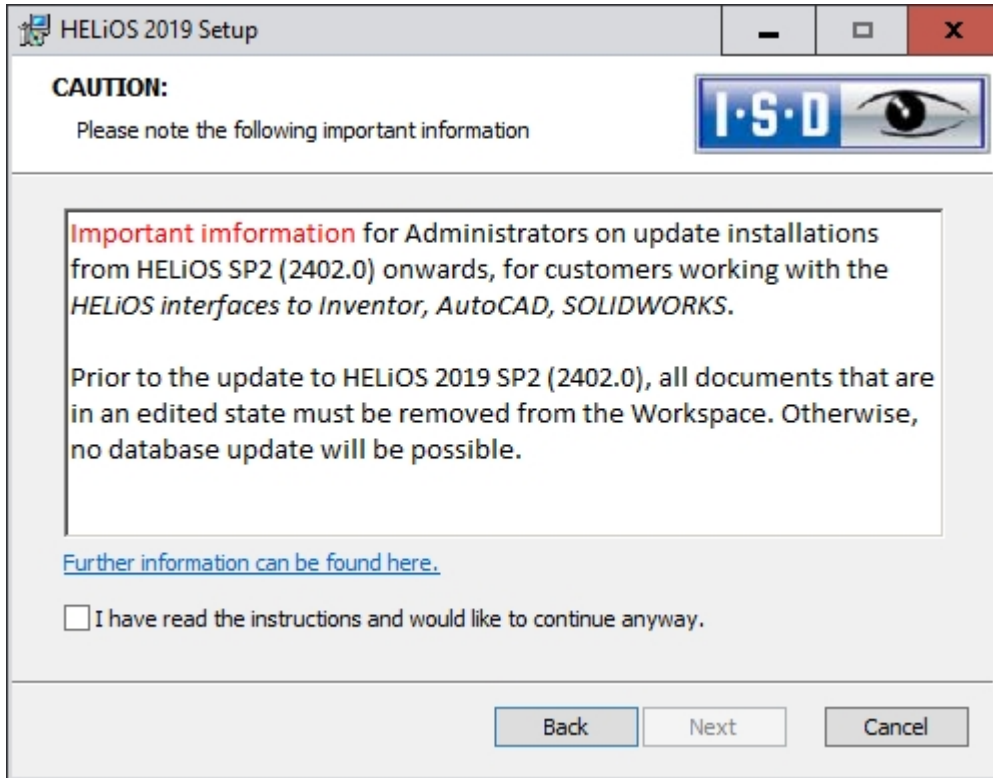 HELiOS 2019 Setup
CAUTION:
Please note the following important information
I·S·D
Important imformation for Administrators on update installations
from HELiOS SP2 (2402.0) onwards, for customers working with the
HELiOS interfaces to Inventor, AutoCAD, SOLIDWORKS.
Prior to the update to HELiOS 2019 SP2 (2402.0), all documents that are
in an edited state must be removed from the Workspace. Otherwise,
no database update will be possible.
Further information can be found here.
I have read the instructions and would like to continue anyway.
Back
Next
Cancel